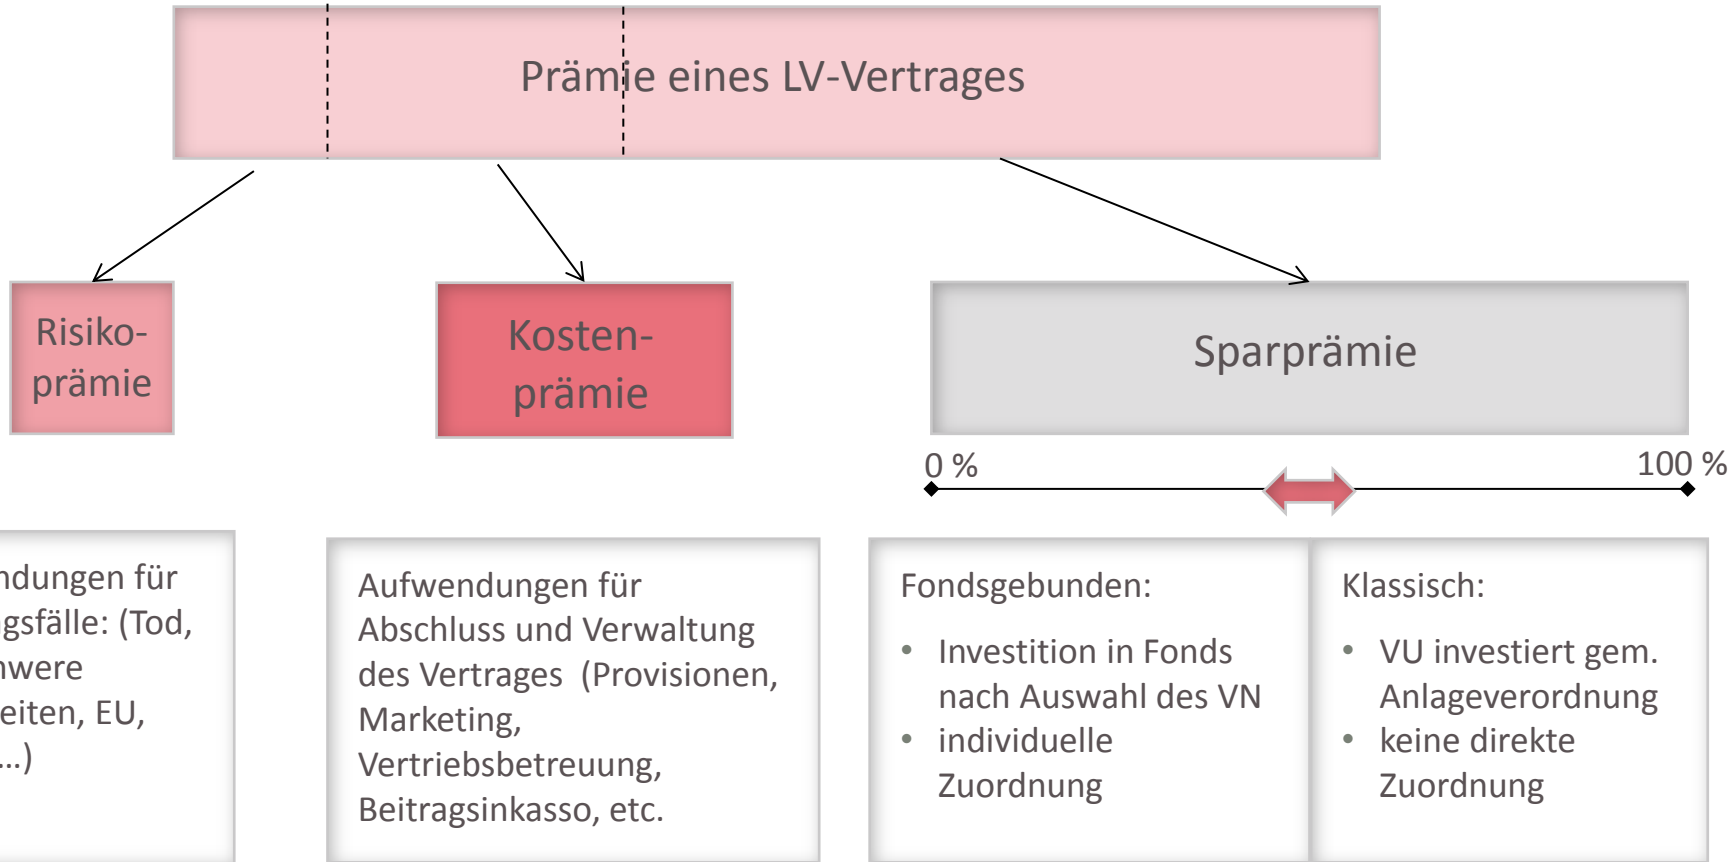 Prämie eines LV-Vertrages
Risiko-
prämie
Kosten-
prämie
Sparprämie
0 %
100 %
ndungen für
gsfälle: (Tod,
were
eiten, EU,
…)
Aufwendungen für
Abschluss und Verwaltung
des Vertrages (Provisionen,
Marketing,
Vertriebsbetreuung,
Beitragsinkasso, etc.
Fondsgebunden:
• Investition in Fonds
nach Auswahl des VN
• individuelle
Zuordnung
Klassisch:
• VU investiert gem.
Anlageverordnung
• keine direkte
Zuordnung